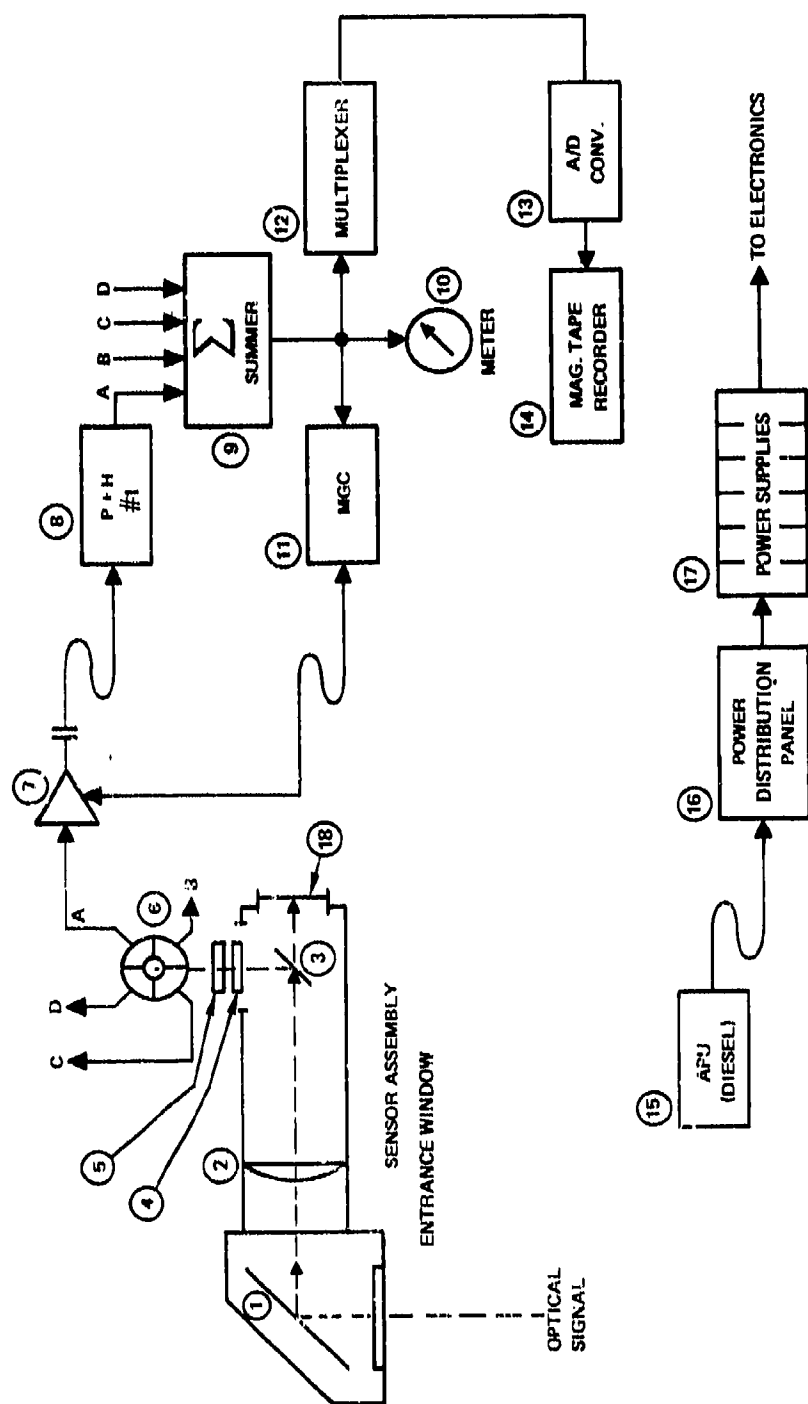 1
OPTICAL
SIGNAL
ENTRANCE WINDOW
SENSOR ASSEMBLY
2
3
18
4
5
6
A
B
C
D
7
8
P + H
#1
A
B
C
D
9
Σ
SUMMER
10
METER
11
MGC
12
MULTIPLEXER
13
A/D
CONV.
14
MAG. TAPE
RECORDER
15
APU
(DIESEL)
16
POWER
DISTRIBUTION
PANEL
17
POWER SUPPLIES
TO ELECTRONICS